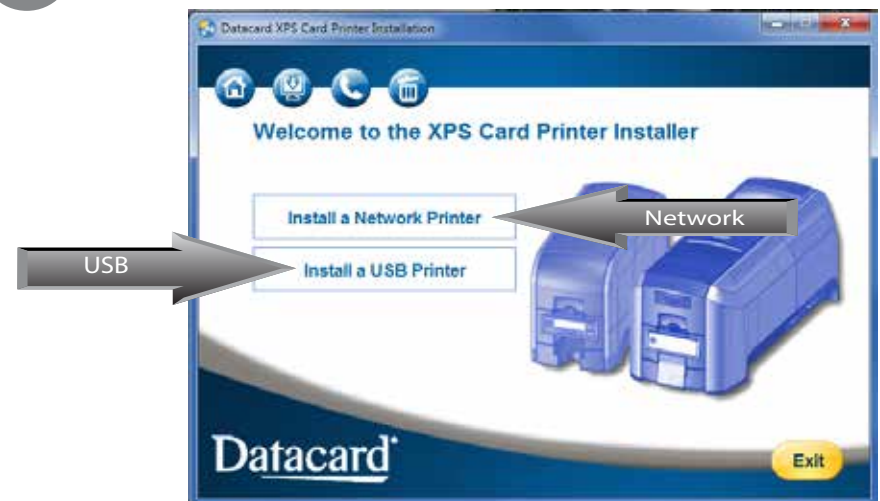 Datacard XPS Card Printer Installation
Welcome to the XPS Card Printer Installer
Install a Network Printer
Network
USB
Install a USB Printer
Datacard
Exit